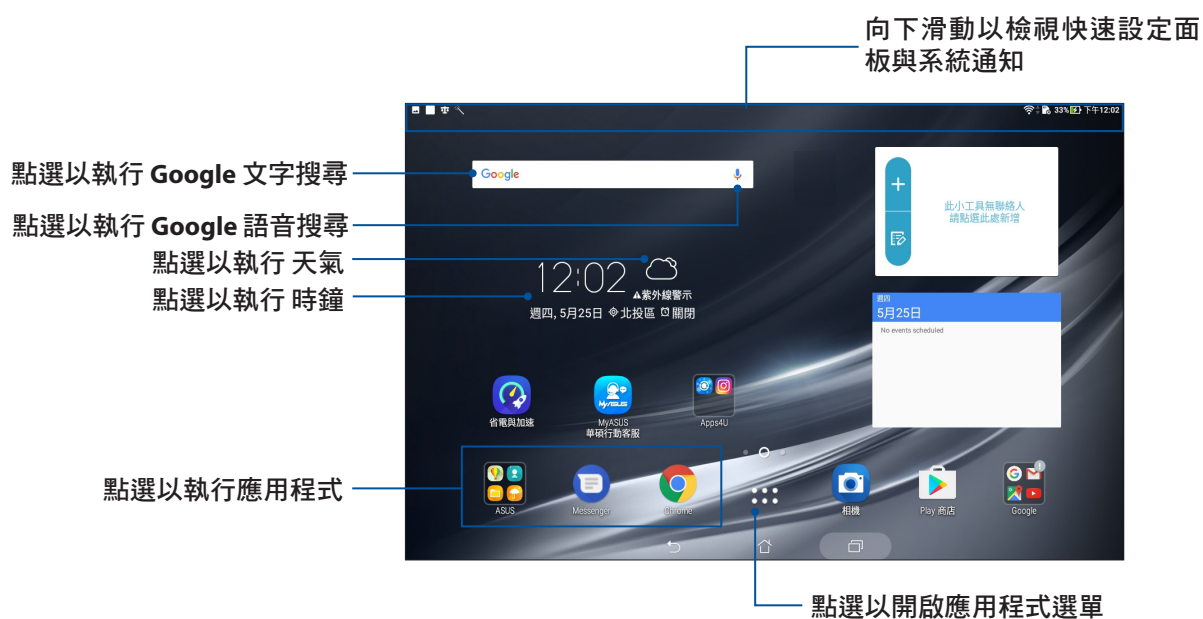 向下滑動以檢視快速設定面
板與系統通知
33%
下午12:02
點選以執行 Google 文字搜尋
Google
點選以執行 Google 語音搜尋
點選以執行 天氣
點選以執行 時鐘
12:02
紫外線警示
週四, 5月25日 北投區 關閉
此小工具無聯絡人
請點選此處新增
週四
5月25日
No events scheduled
省電與加速
MyASUS
MyASUS
華碩行動客服
Apps4U
點選以執行應用程式
ASUS
Messenger
Chrome
相機
Play 商店
Google
點選以開啟應用程式選單